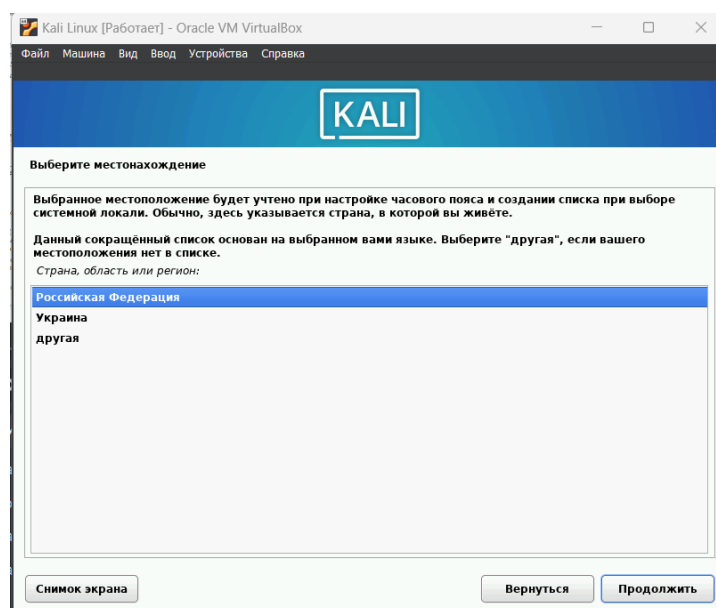 Kali Linux [Работает] - Oracle VM VirtualBox
Файл Машина Вид Ввод Устройства Справка
KALI
Выберите местонахождение
Выбранное местоположение будет учтено при настройке часового пояса и создании списка при выборе
системной локали. Обычно, здесь указывается страна, в которой вы живёте.
Данный сокращённый список основан на выбранном вами языке. Выберите "другая", если вашего
местоположения нет в списке.
Страна, область или регион:
Российская Федерация
Украина
другая
Снимок экрана Вернуться Продолжить